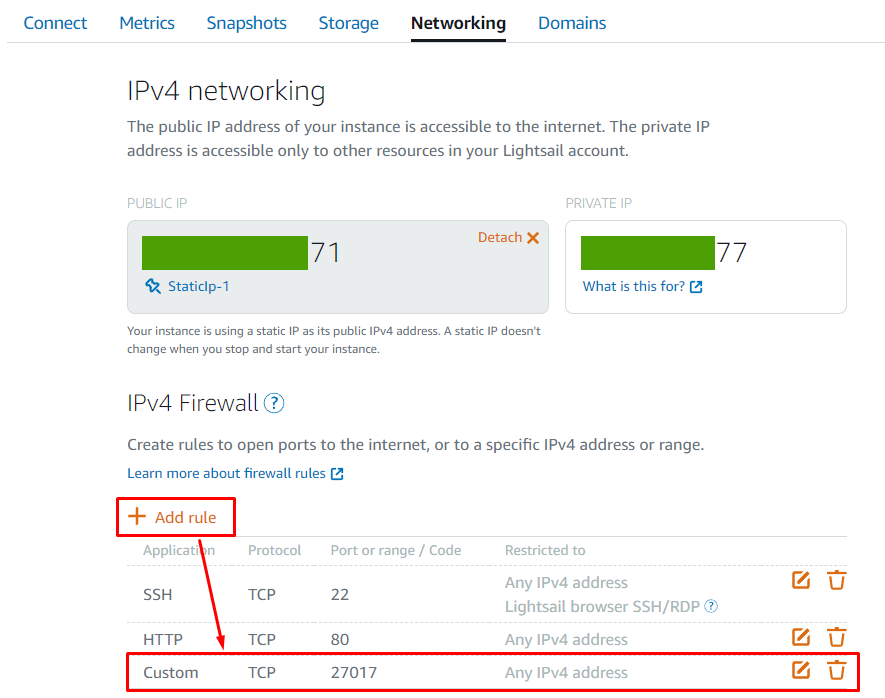 Connect Metrics Snapshots Storage Networking Domains
IPv4 networking
The public IP address of your instance is accessible to the internet. The private IP
address is accessible only to other resources in your Lightsail account.
PUBLIC IP
PRIVATE IP
Detach
71
StaticIp-1
77
What is this for?
Your instance is using a static IP as its public IPv4 address. A static IP doesn't
change when you stop and start your instance.
IPv4 Firewall ?
Create rules to open ports to the internet, or to a specific IPv4 address or range.
Learn more about firewall rules
+ Add rule
Application Protocol Port or range / Code Restricted to
SSH TCP 22 Any IPv4 address
Lightsail browser SSH/RDP ?
HTTP TCP 80 Any IPv4 address
Custom TCP 27017 Any IPv4 address